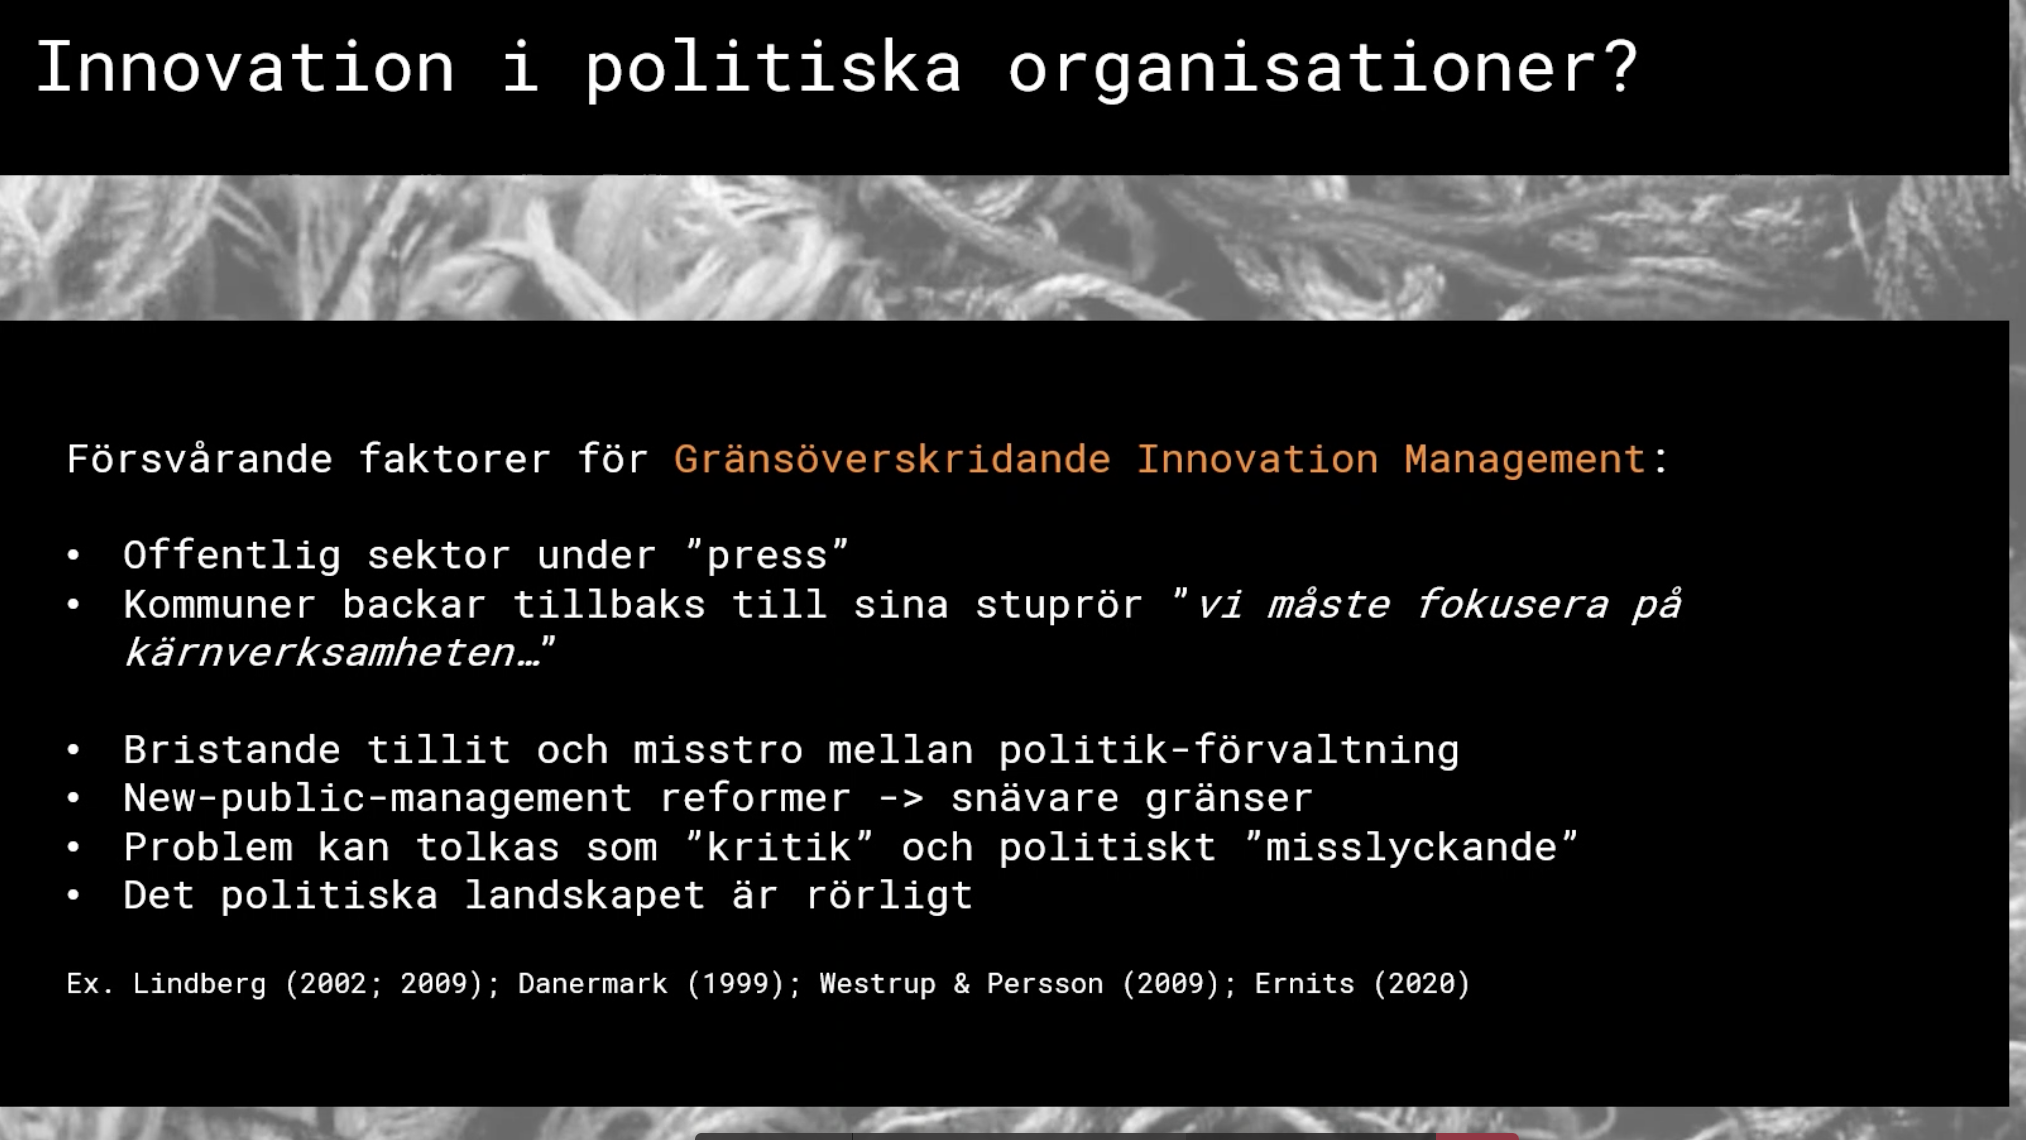 Innovation i politiska organisationer?
Försvårande faktorer för Gränsöverskridande Innovation Management:
• Offentlig sektor under ”press”
• Kommuner backar tillbaks till sina stuprör ”vi måste fokusera på
kärnverksamheten…”
• Bristande tillit och misstro mellan politik-förvaltning
• New-public-management reformer -> snävare gränser
• Problem kan tolkas som ”kritik” och politiskt ”misslyckande”
• Det politiska landskapet är rörligt
Ex. Lindberg (2002; 2009); Danermark (1999); Westrup & Persson (2009); Ernits (2020)